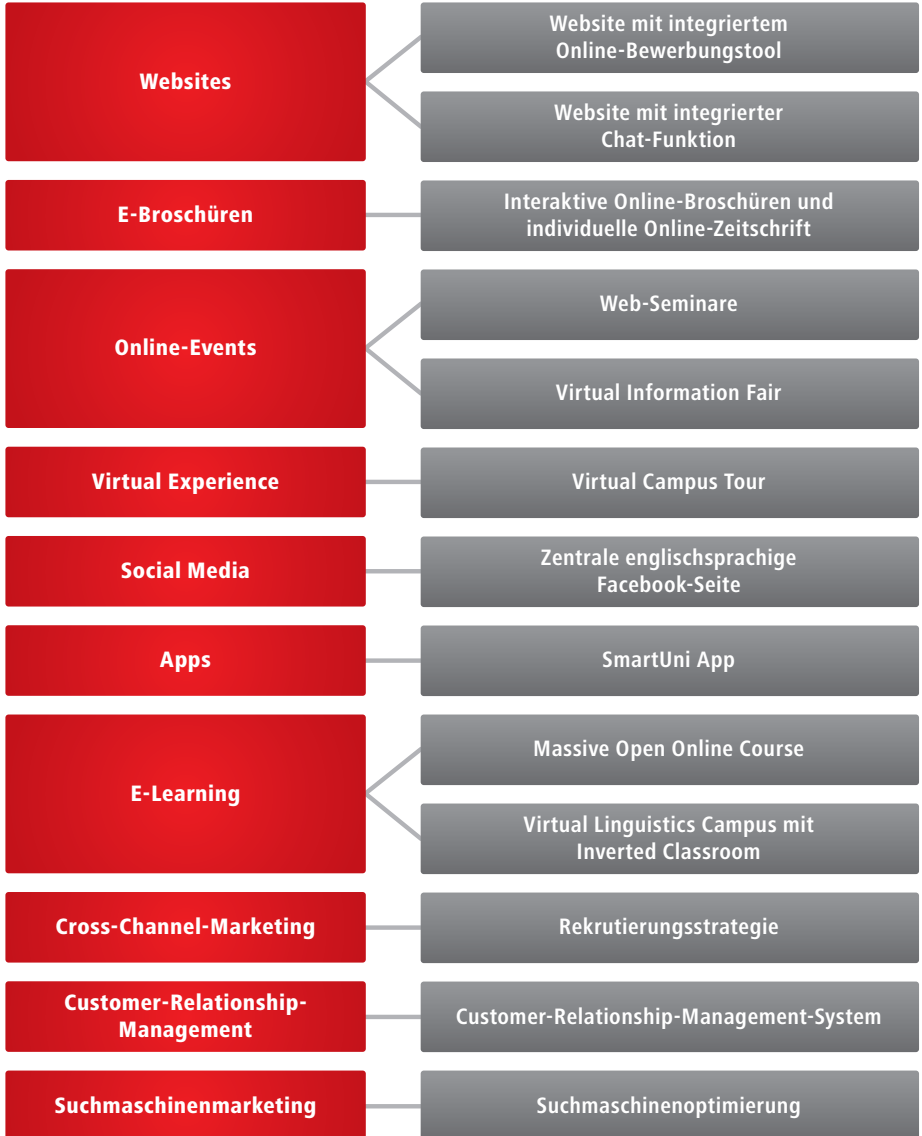 Websites
Website mit integriertem
Online-Bewerbungstool
Website mit integrierter
Chat-Funktion
E-Broschüren
Interaktive Online-Broschüren und
individuelle Online-Zeitschrift
Online-Events
Web-Seminare
Virtual Information Fair
Virtual Experience
Virtual Campus Tour
Social Media
Zentrale englischsprachige
Facebook-Seite
Apps
SmartUni App
E-Learning
Massive Open Online Course
Virtual Linguistics Campus mit
Inverted Classroom
Cross-Channel-Marketing
Rekrutierungsstrategie
Customer-Relationship-
Management
Customer-Relationship-Management-System
Suchmaschinenmarketing
Suchmaschinenoptimierung